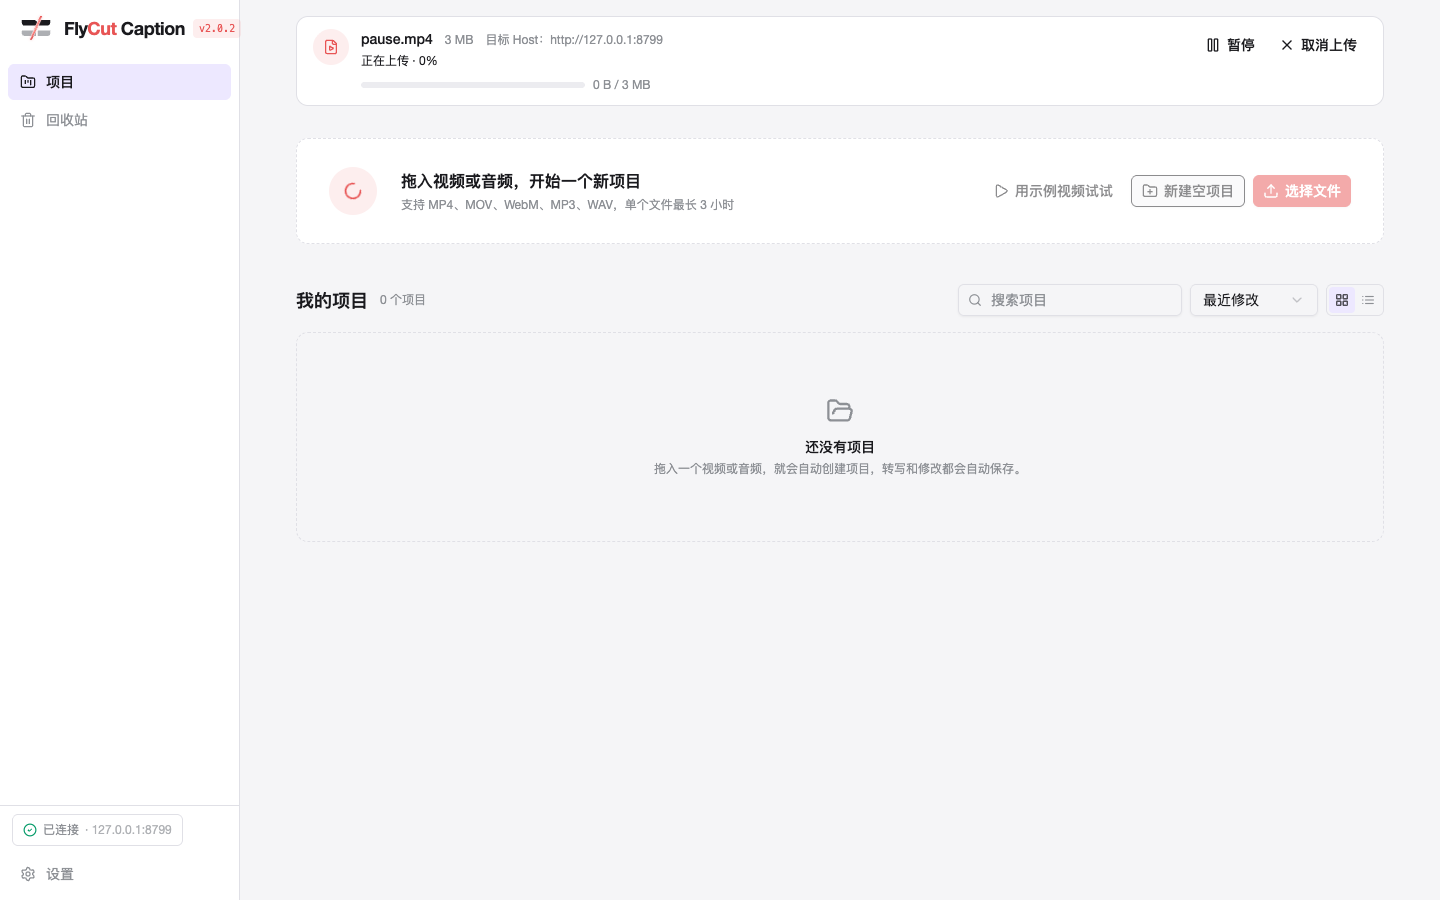 FlyCut Caption v2.0.2
项目
回收站
pause.mp4 3 MB 目标 Host: http://127.0.0.1:8799
正在上传 · 0%
0 B / 3 MB
暂停 取消上传
拖入视频或音频，开始一个新项目
支持 MP4、MOV、WebM、MP3、WAV，单个文件最长 3 小时
用示例视频试试 新建空项目 选择文件
我的项目 0 个项目
搜索项目 最近修改
还没有项目
拖入一个视频或音频，就会自动创建项目，转写和修改都会自动保存。
已连接 · 127.0.0.1:8799
设置